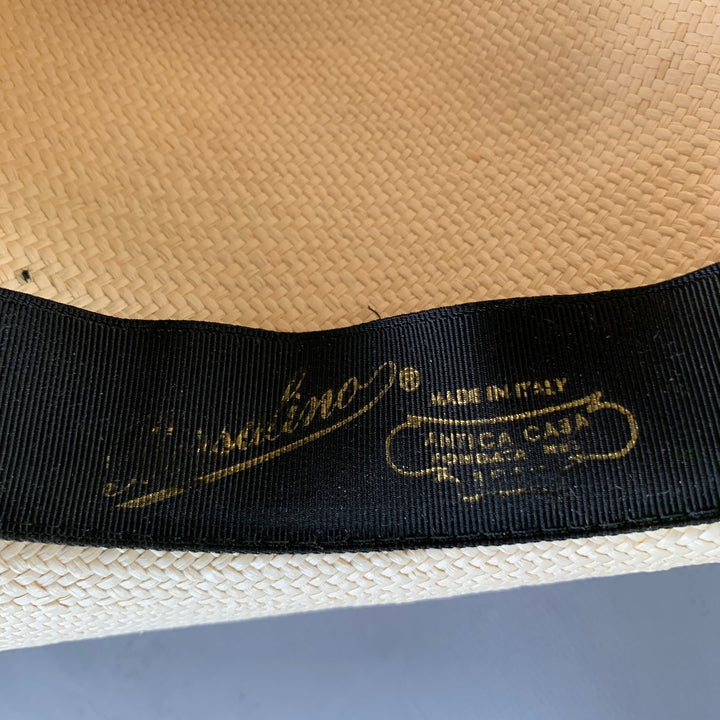 Borsalino®
MADE IN ITALY
ANTICA CASA
FONDATA NEL